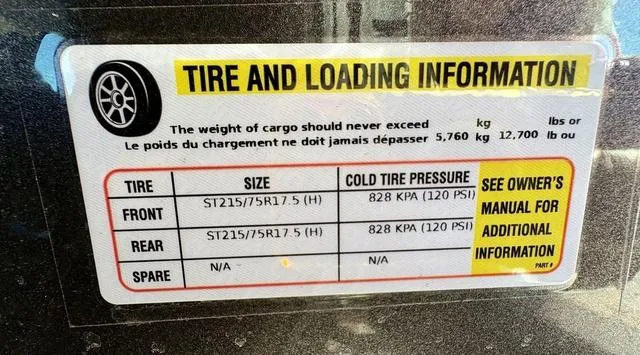 TIRE AND LOADING INFORMATION
The weight of cargo should never exceed kg lbs or
Le poids du chargement ne doit jamais dépasser 5,760 kg 12,700 lb ou
TIRE SIZE COLD TIRE PRESSURE
FRONT ST215/75R17.5 (H) 828 KPA (120 PSI)
REAR ST215/75R17.5 (H) 828 KPA (120 PSI)
SPARE N/A N/A
SEE OWNER'S
MANUAL FOR
ADDITIONAL
INFORMATION
PART #